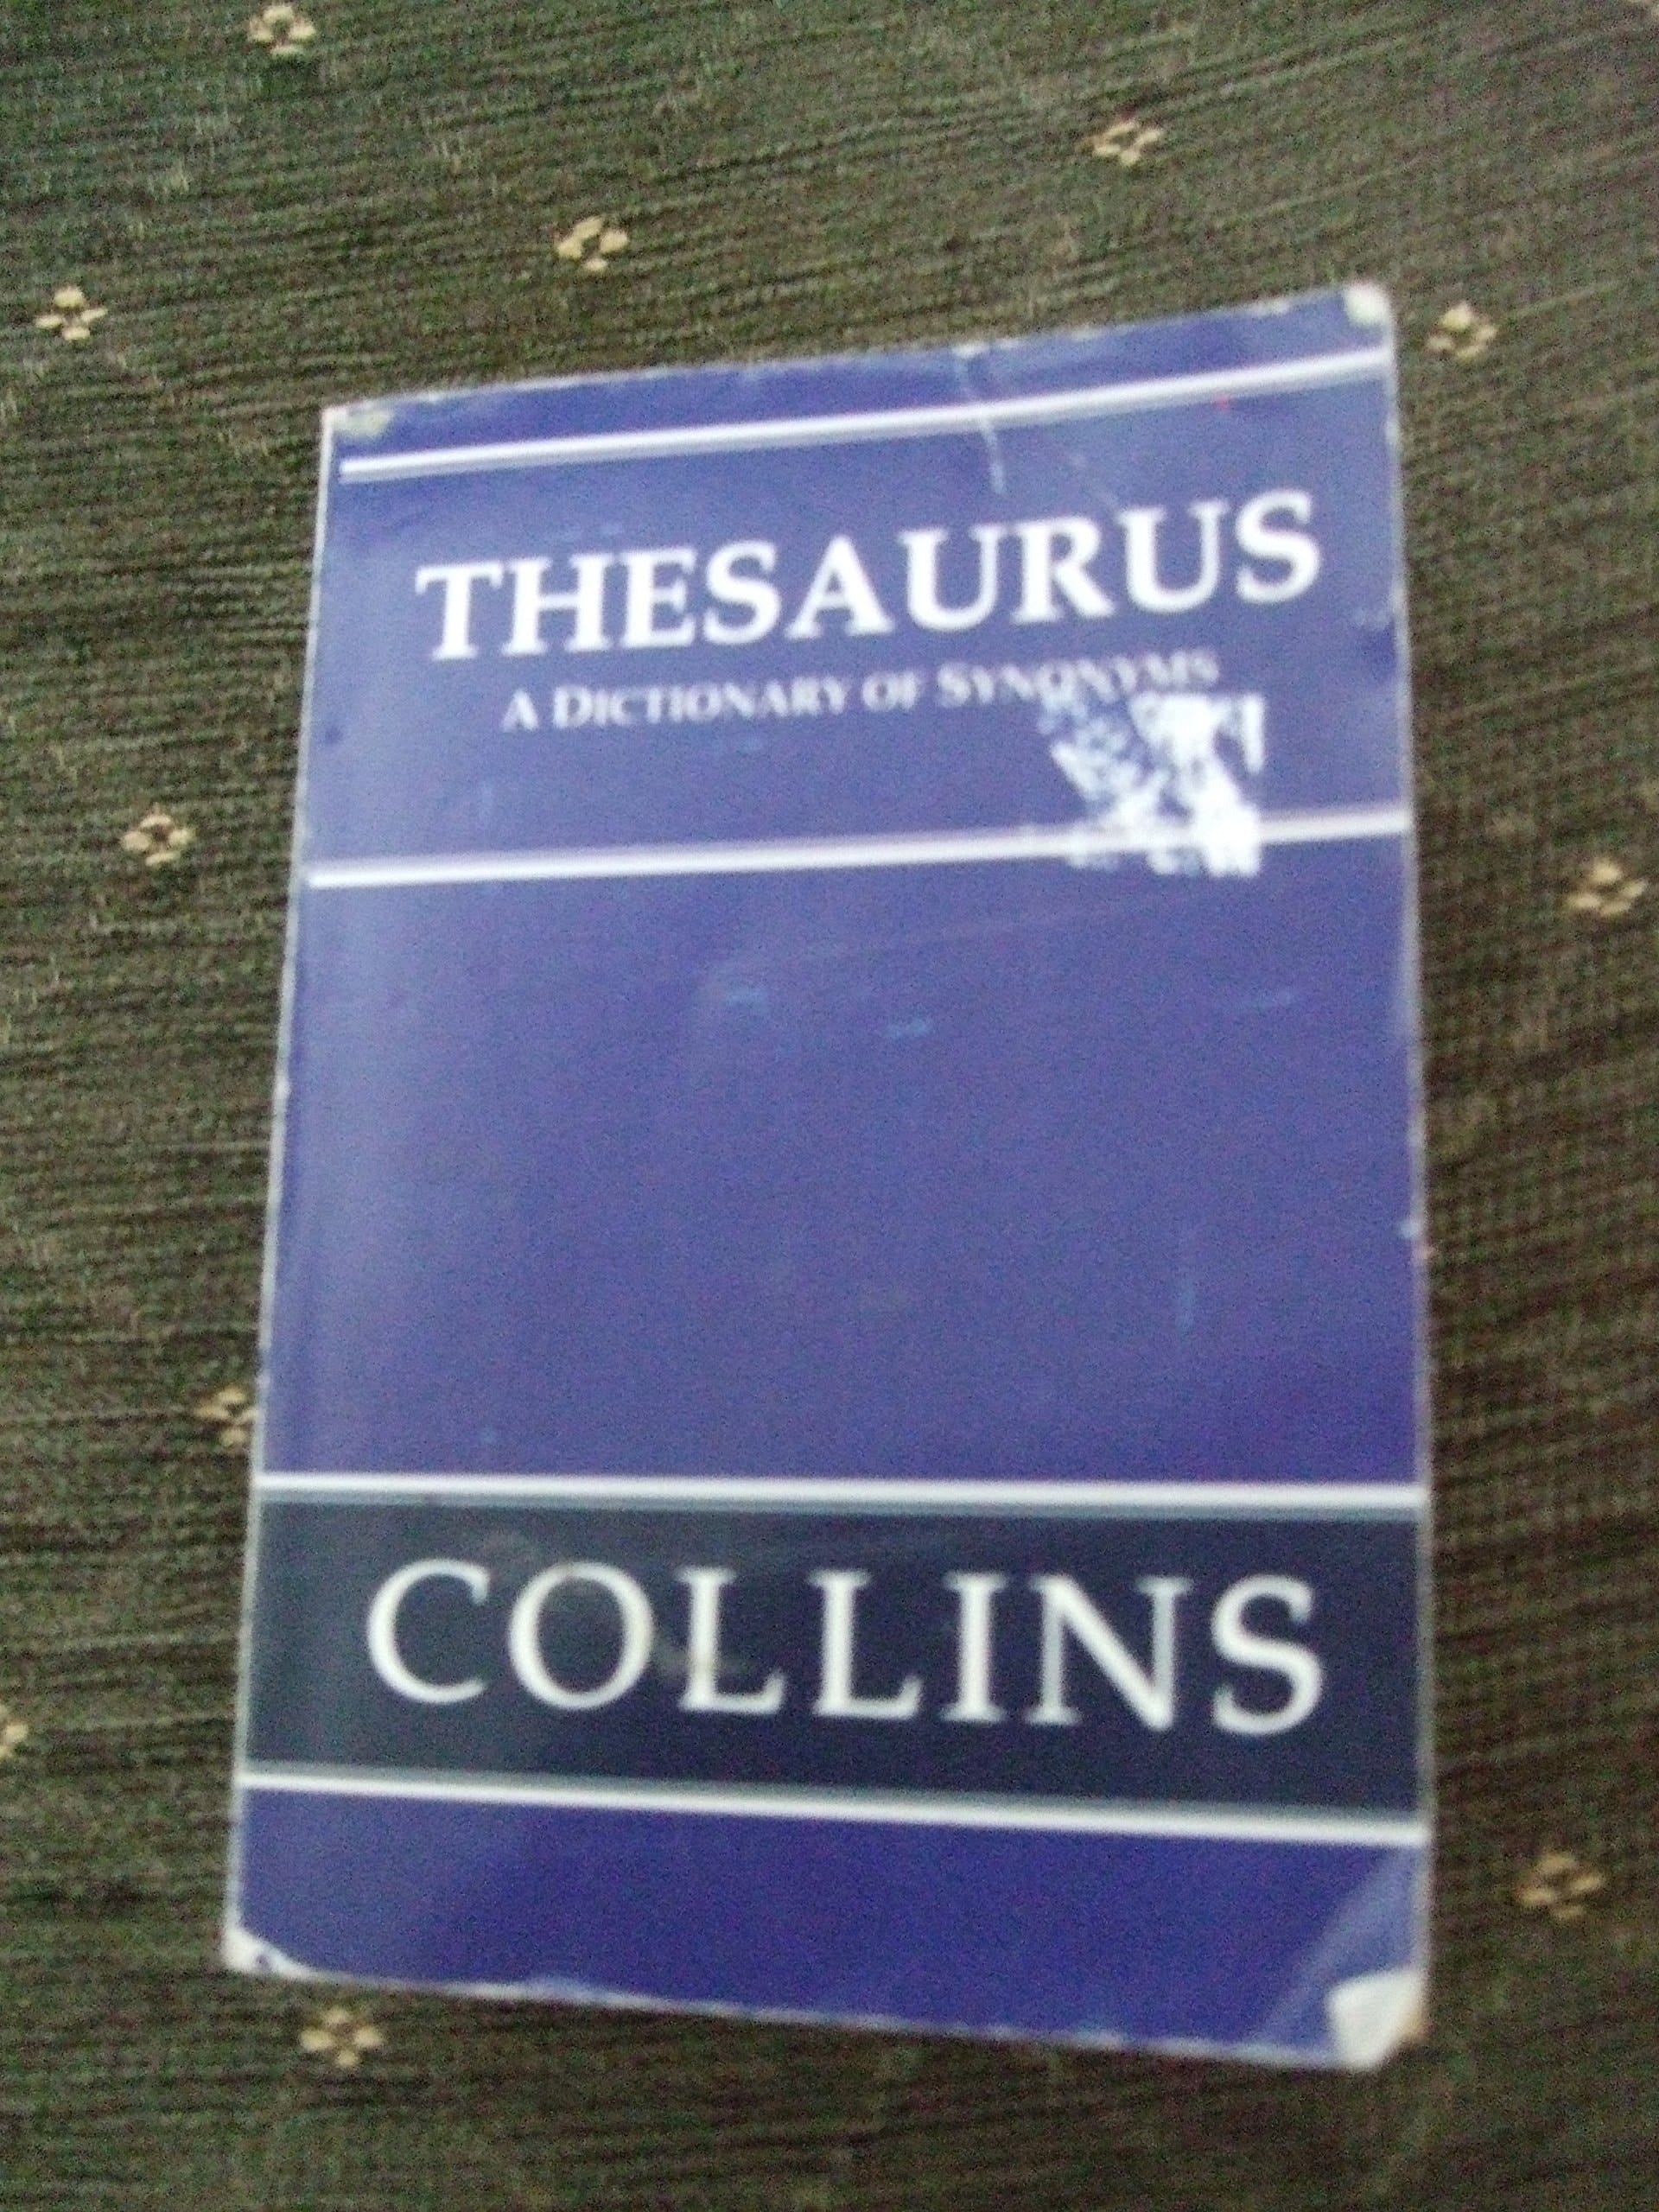 THESAURUS
A DICTIONARY OF SYNONYMS
COLLINS